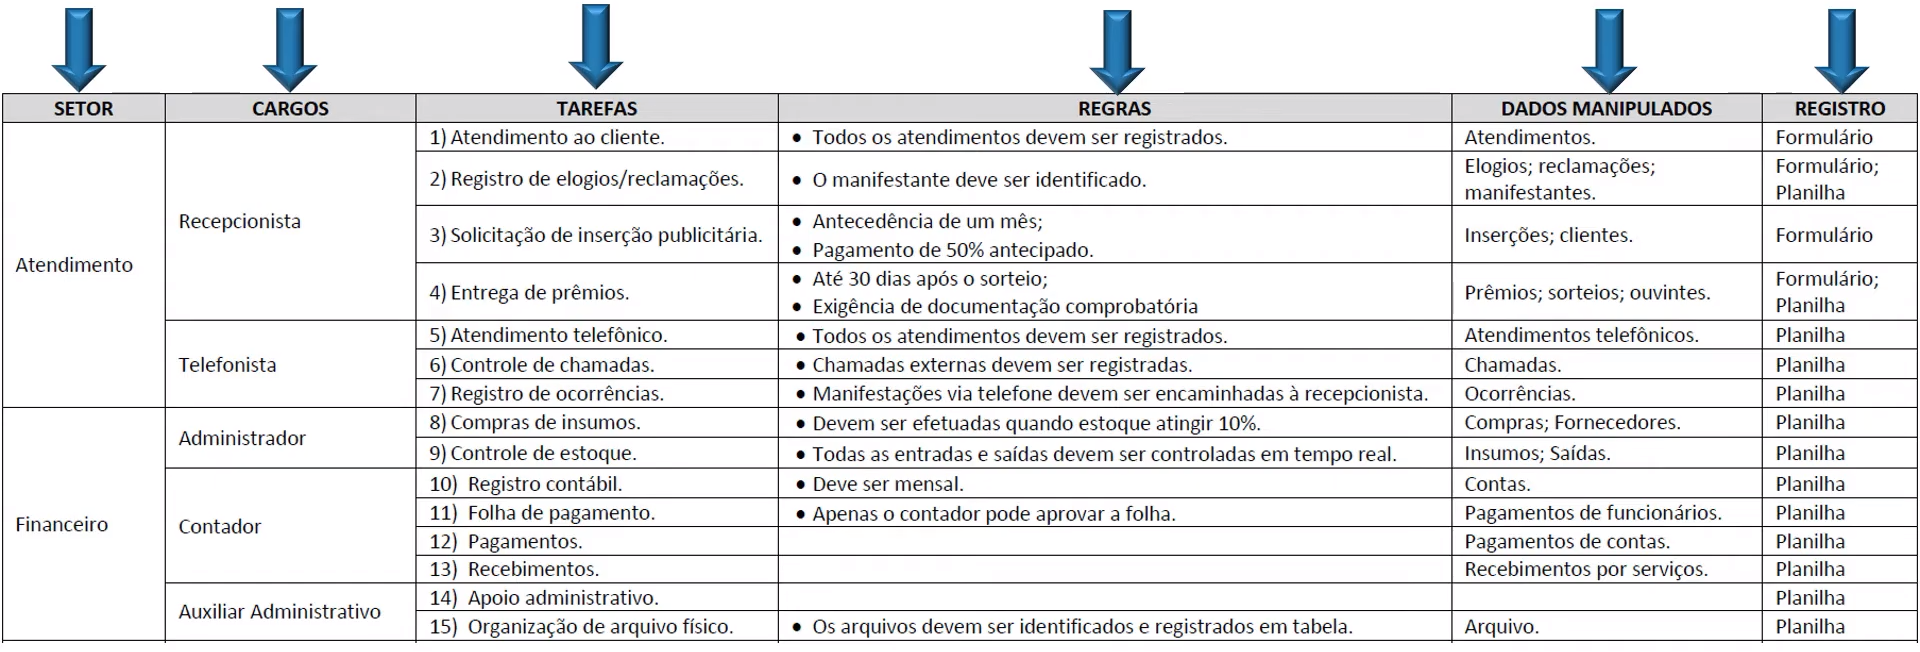 SETOR CARGOS TAREFAS REGRAS DADOS MANIPULADOS REGISTRO
Atendimento
Recepcionista
1) Atendimento ao cliente.
• Todos os atendimentos devem ser registrados.
Atendimentos.
Formulário
2) Registro de elogios/reclamações.
• O manifestante deve ser identificado.
Elogios; reclamações;
manifestantes.
Formulário;
Planilha
3) Solicitação de inserção publicitária.
• Antecedência de um mês;
• Pagamento de 50% antecipado.
Inserções; clientes.
Formulário
4) Entrega de prêmios.
• Até 30 dias após o sorteio;
• Exigência de documentação comprobatória
Prêmios; sorteios; ouvintes.
Formulário;
Planilha
Telefonista
5) Atendimento telefônico.
• Todos os atendimentos devem ser registrados.
Atendimentos telefônicos.
Planilha
6) Controle de chamadas.
• Chamadas externas devem ser registradas.
Chamadas.
Planilha
7) Registro de ocorrências.
• Manifestações via telefone devem ser encaminhadas à recepcionista.
Ocorrências.
Planilha
Financeiro
Administrador
8) Compras de insumos.
• Devem ser efetuadas quando estoque atingir 10%.
Compras; Fornecedores.
Planilha
9) Controle de estoque.
• Todas as entradas e saídas devem ser controladas em tempo real.
Insumos; Saídas.
Planilha
Contador
10) Registro contábil.
• Deve ser mensal.
Contas.
Planilha
11) Folha de pagamento.
• Apenas o contador pode aprovar a folha.
Pagamentos de funcionários.
Planilha
12) Pagamentos.
Pagamentos de contas.
Planilha
13) Recebimentos.
Recebimentos por serviços.
Planilha
Auxiliar Administrativo
14) Apoio administrativo.
Planilha
15) Organização de arquivo físico.
• Os arquivos devem ser identificados e registrados em tabela.
Arquivo.
Planilha